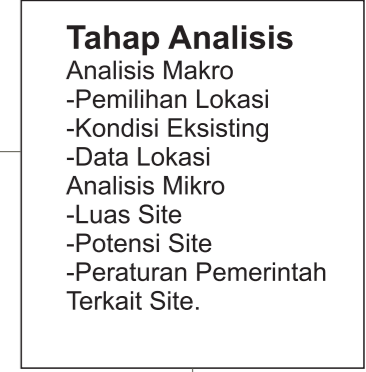 Tahap Analisis
Analisis Makro
-Pemilihan Lokasi
-Kondisi Eksisting
-Data Lokasi
Analisis Mikro
-Luas Site
-Potensi Site
-Peraturan Pemerintah
Terkait Site.